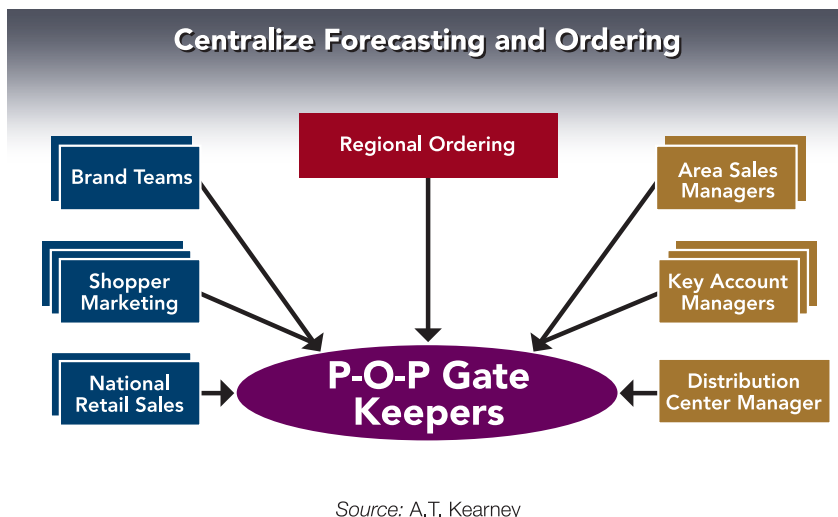 Centralize Forecasting and Ordering
Regional Ordering
Brand Teams
Area Sales
Managers
Shopper
Marketing
Key Account
Managers
National
Retail Sales
P-O-P Gate
Keepers
Distribution
Center Manager
Source: A.T. Kearney